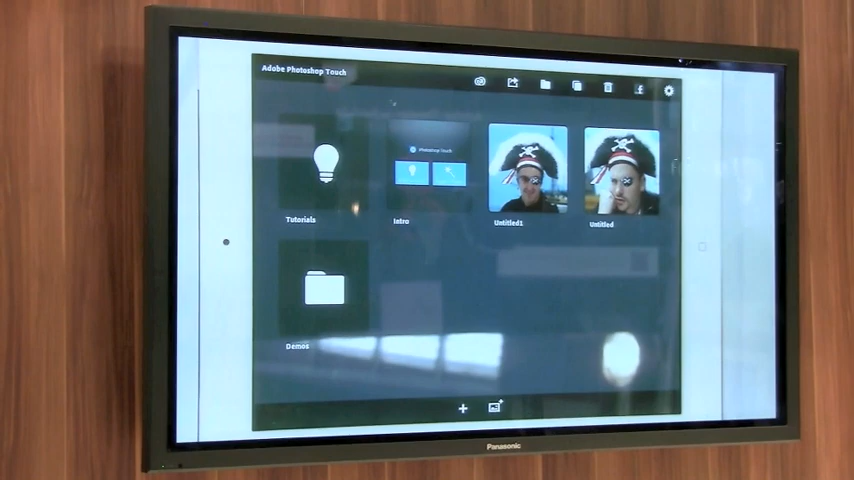 Adobe Photoshop Touch
Photoshop Touch
Tutorials
Intro
Untitled1
Untitled
Demos
Panasonic